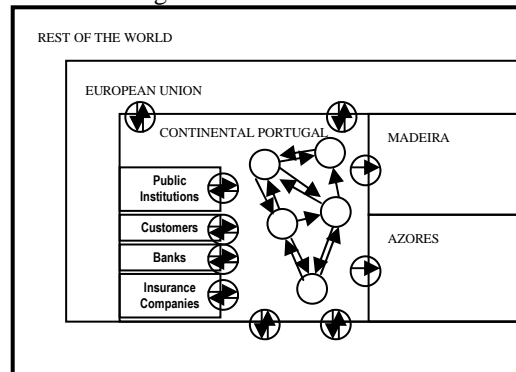 REST OF THE WORLD
EUROPEAN UNION
CONTINENTAL PORTUGAL
MADEIRA
Public
Institutions
Customers
Banks
AZORES
Insurance
Companies